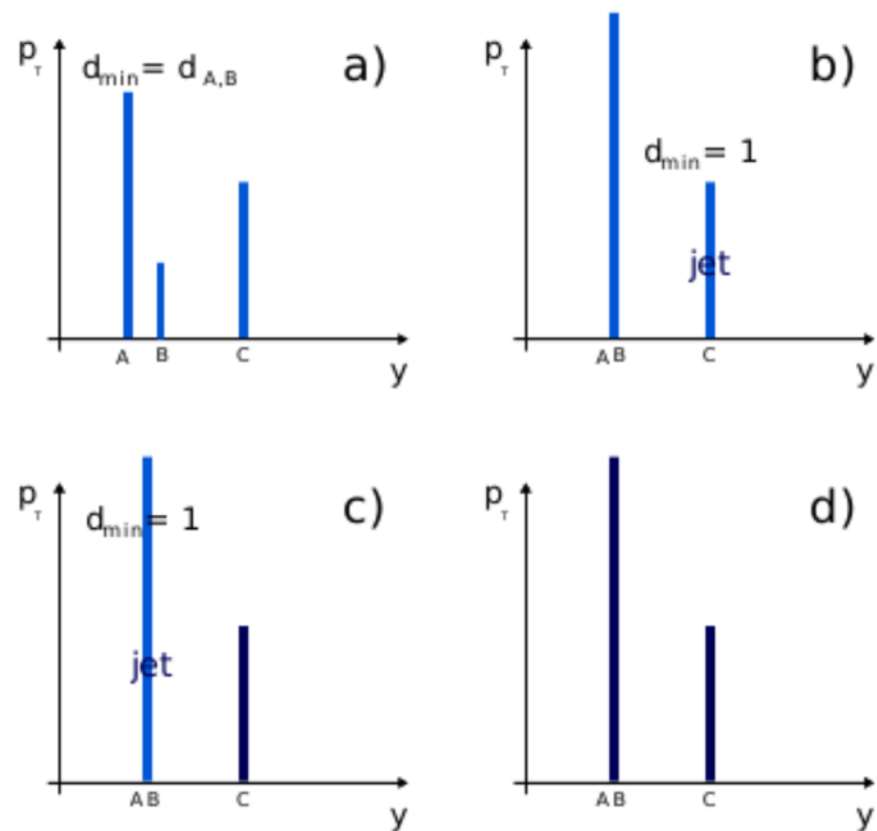 a)
p_T
d_min = d_A,B
A B C
y
b)
p_T
d_min = 1
jet
AB C
y
c)
p_T
d_min = 1
jet
AB C
y
d)
p_T
AB C
y